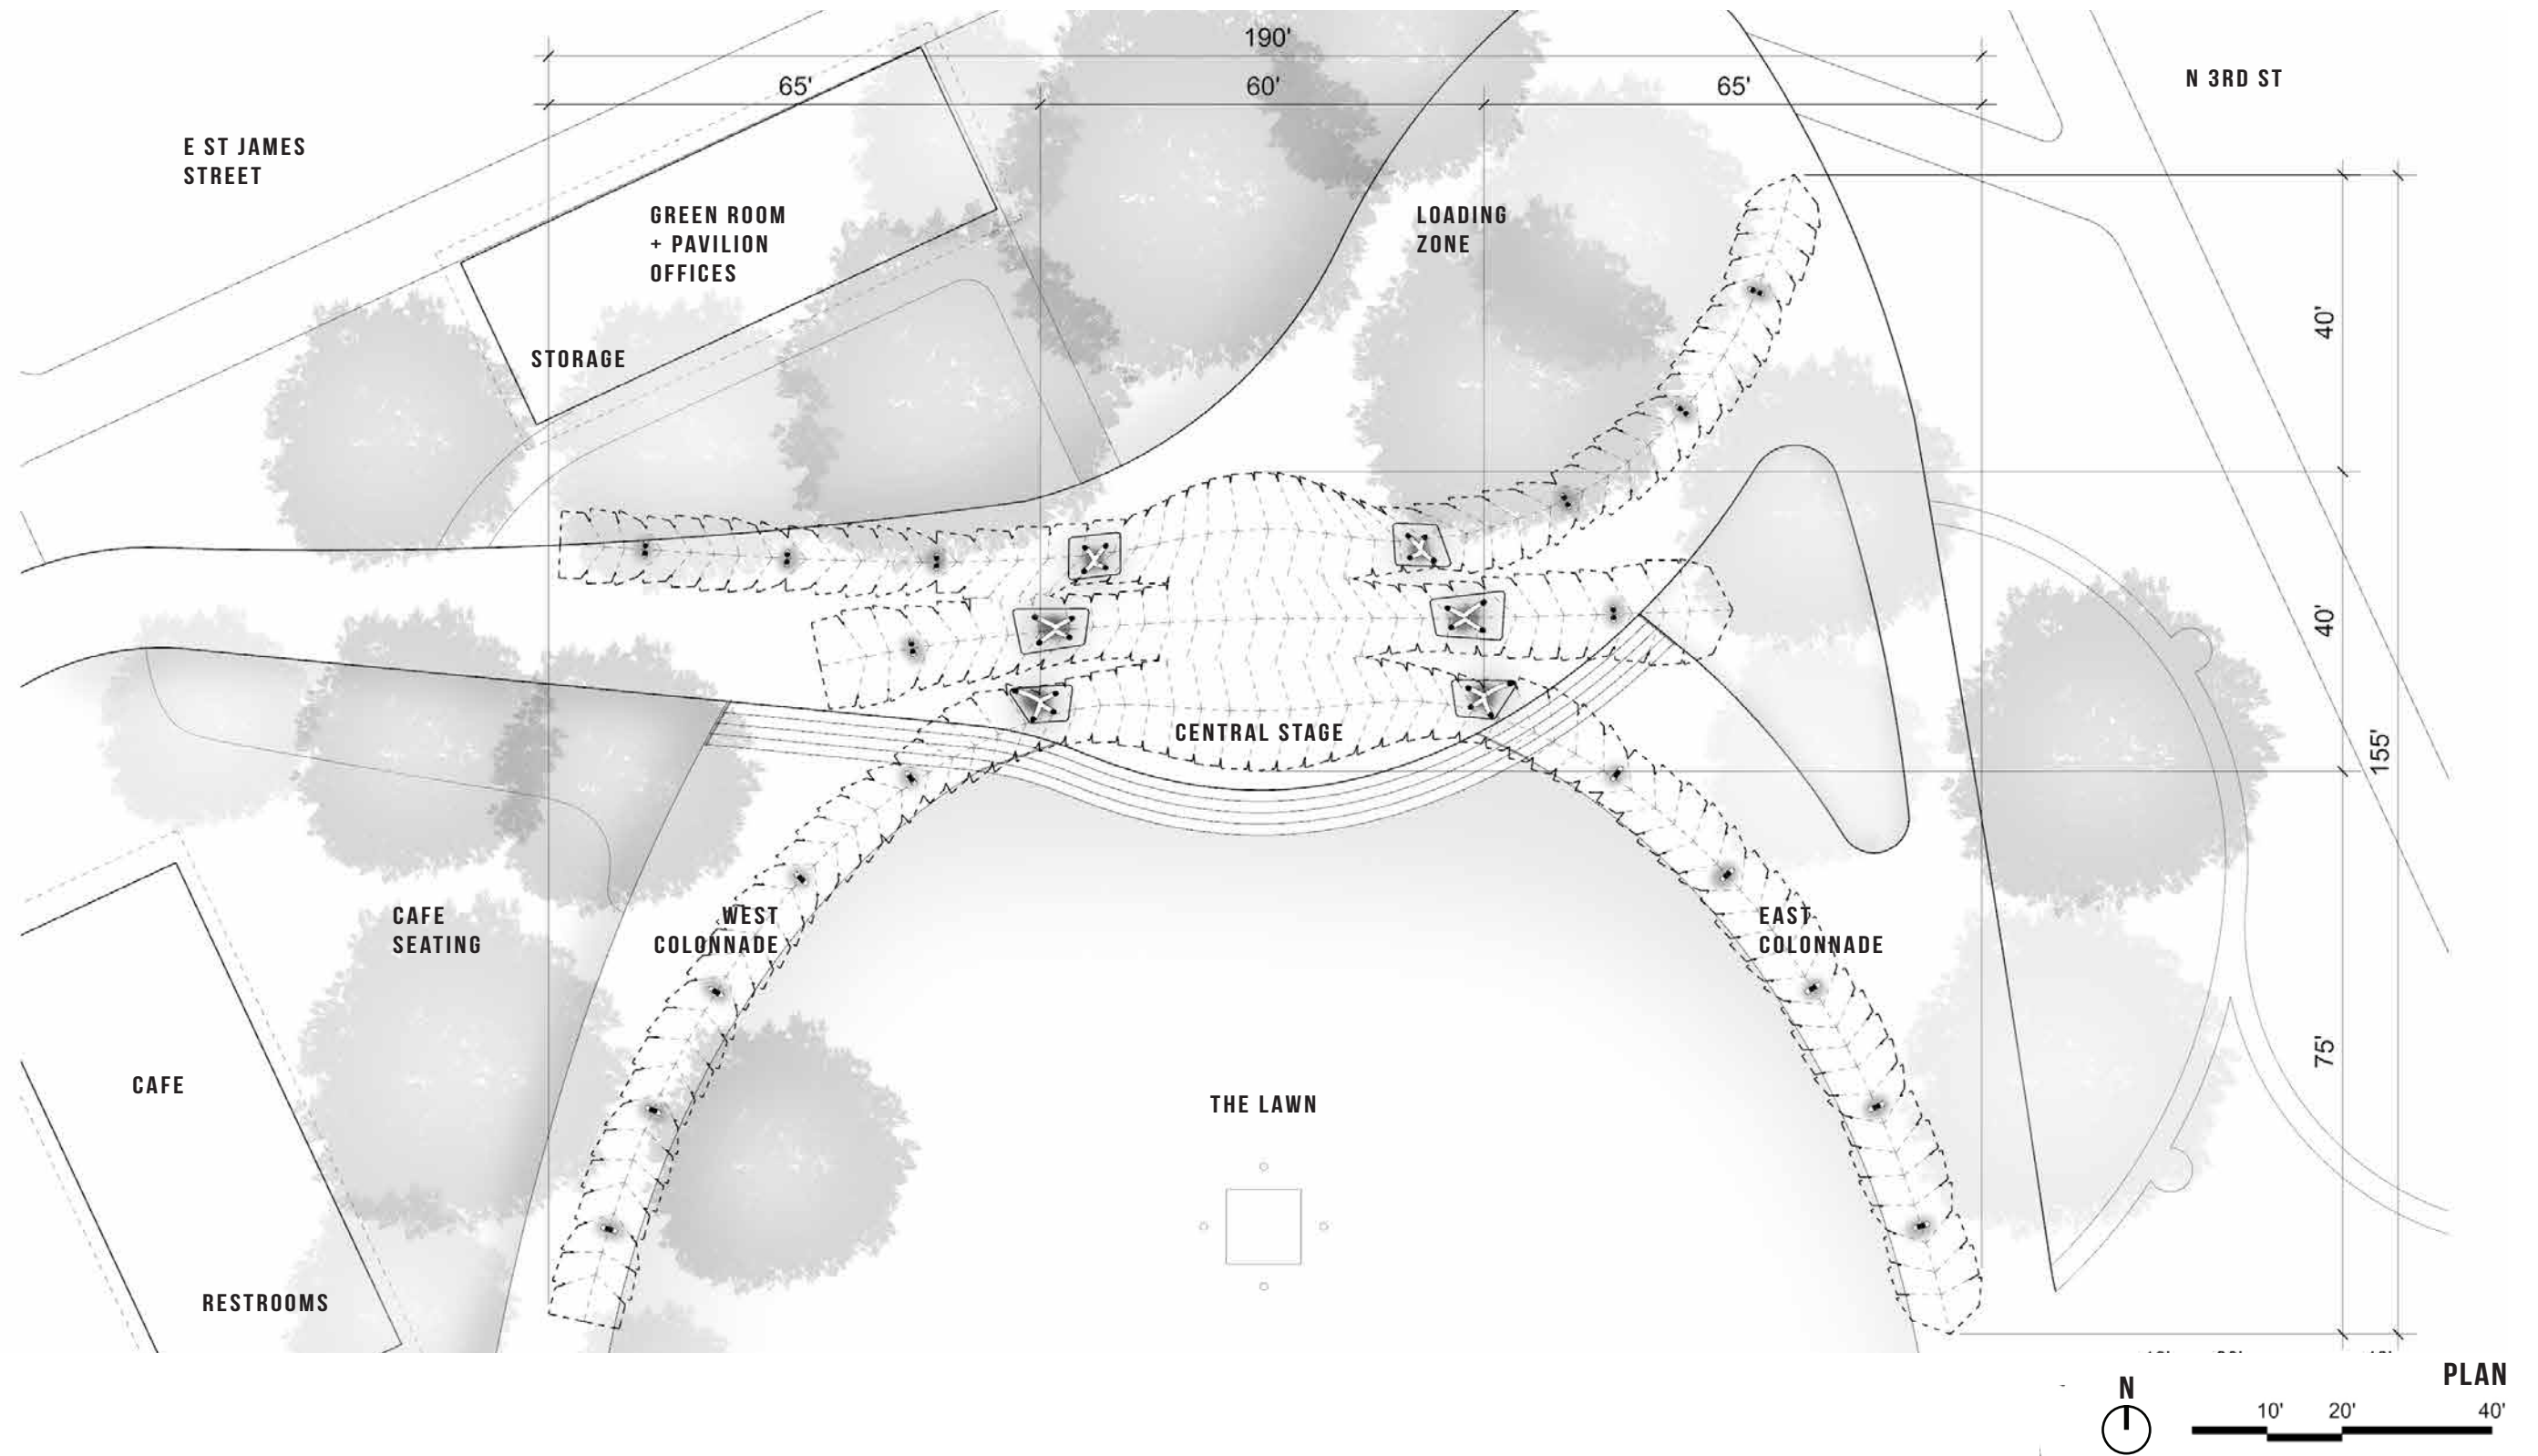 190'
65'
60'
65'
N 3RD ST
E ST JAMES
STREET
GREEN ROOM
+ PAVILION
OFFICES
LOADING
ZONE
STORAGE
40'
40'
155'
CENTRAL STAGE
CAFE
SEATING
WEST
COLONNADE
EAST
COLONNADE
75'
CAFE
THE LAWN
RESTROOMS
PLAN
N
10'
20'
40'